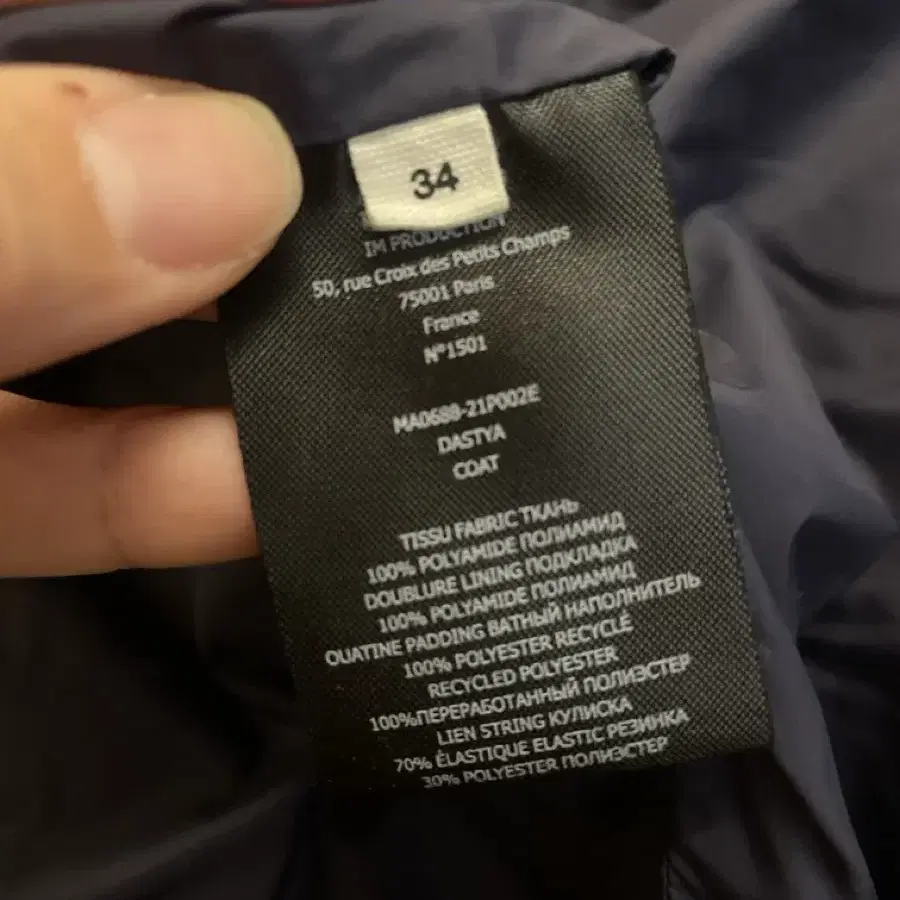 34
IM PRODUCTION
50, rue Croix des Petits Champs
75001 Paris
France
N°1501
MA0688-21P002E
DASTYA
COAT
TISSU FABRIC ТКАНЬ
100% POLYAMIDE ПОЛИАМИД
DOUBLURE LINING ПОДКЛАДКА
100% POLYAMIDE ПОЛИАМИД
OUATINE PADDING ВАТНЫЙ НАПОЛНИТЕЛЬ
100% POLYESTER RECYCLÉ
RECYCLED POLYESTER
100%ПЕРЕРАБОТАННЫЙ ПОЛИЭСТЕР
LIEN STRING КУЛИСКА
70% ÉLASTIQUE ELASTIC РЕЗИНКА
30% POLYESTER ПОЛИЭСТЕР